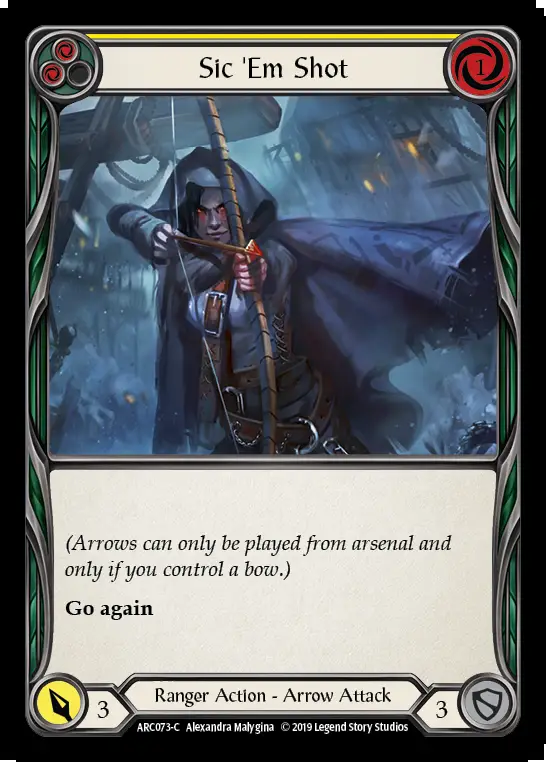 Sic 'Em Shot
1
(Arrows can only be played from arsenal and
only if you control a bow.)
Go again
3
Ranger Action - Arrow Attack
3
ARC073-C Alexandra Malygina © 2019 Legend Story Studios